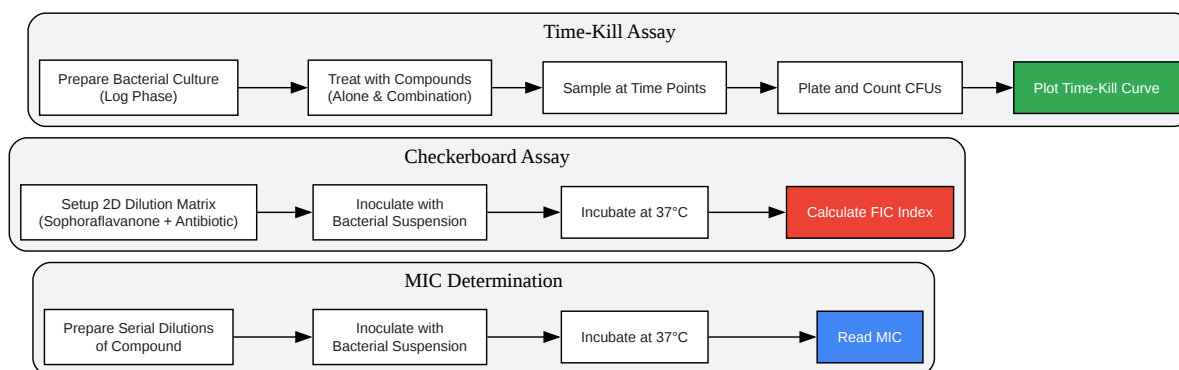 Time-Kill Assay
Prepare Bacterial Culture
(Log Phase)
Treat with Compounds
(Alone & Combination)
Sample at Time Points
Plate and Count CFUs
Plot Time-Kill Curve
Checkerboard Assay
Setup 2D Dilution Matrix
(Sophoraflavanone + Antibiotic)
Inoculate with
Bacterial Suspension
Incubate at 37°C
Calculate FIC Index
MIC Determination
Prepare Serial Dilutions
of Compound
Inoculate with
Bacterial Suspension
Incubate at 37°C
Read MIC